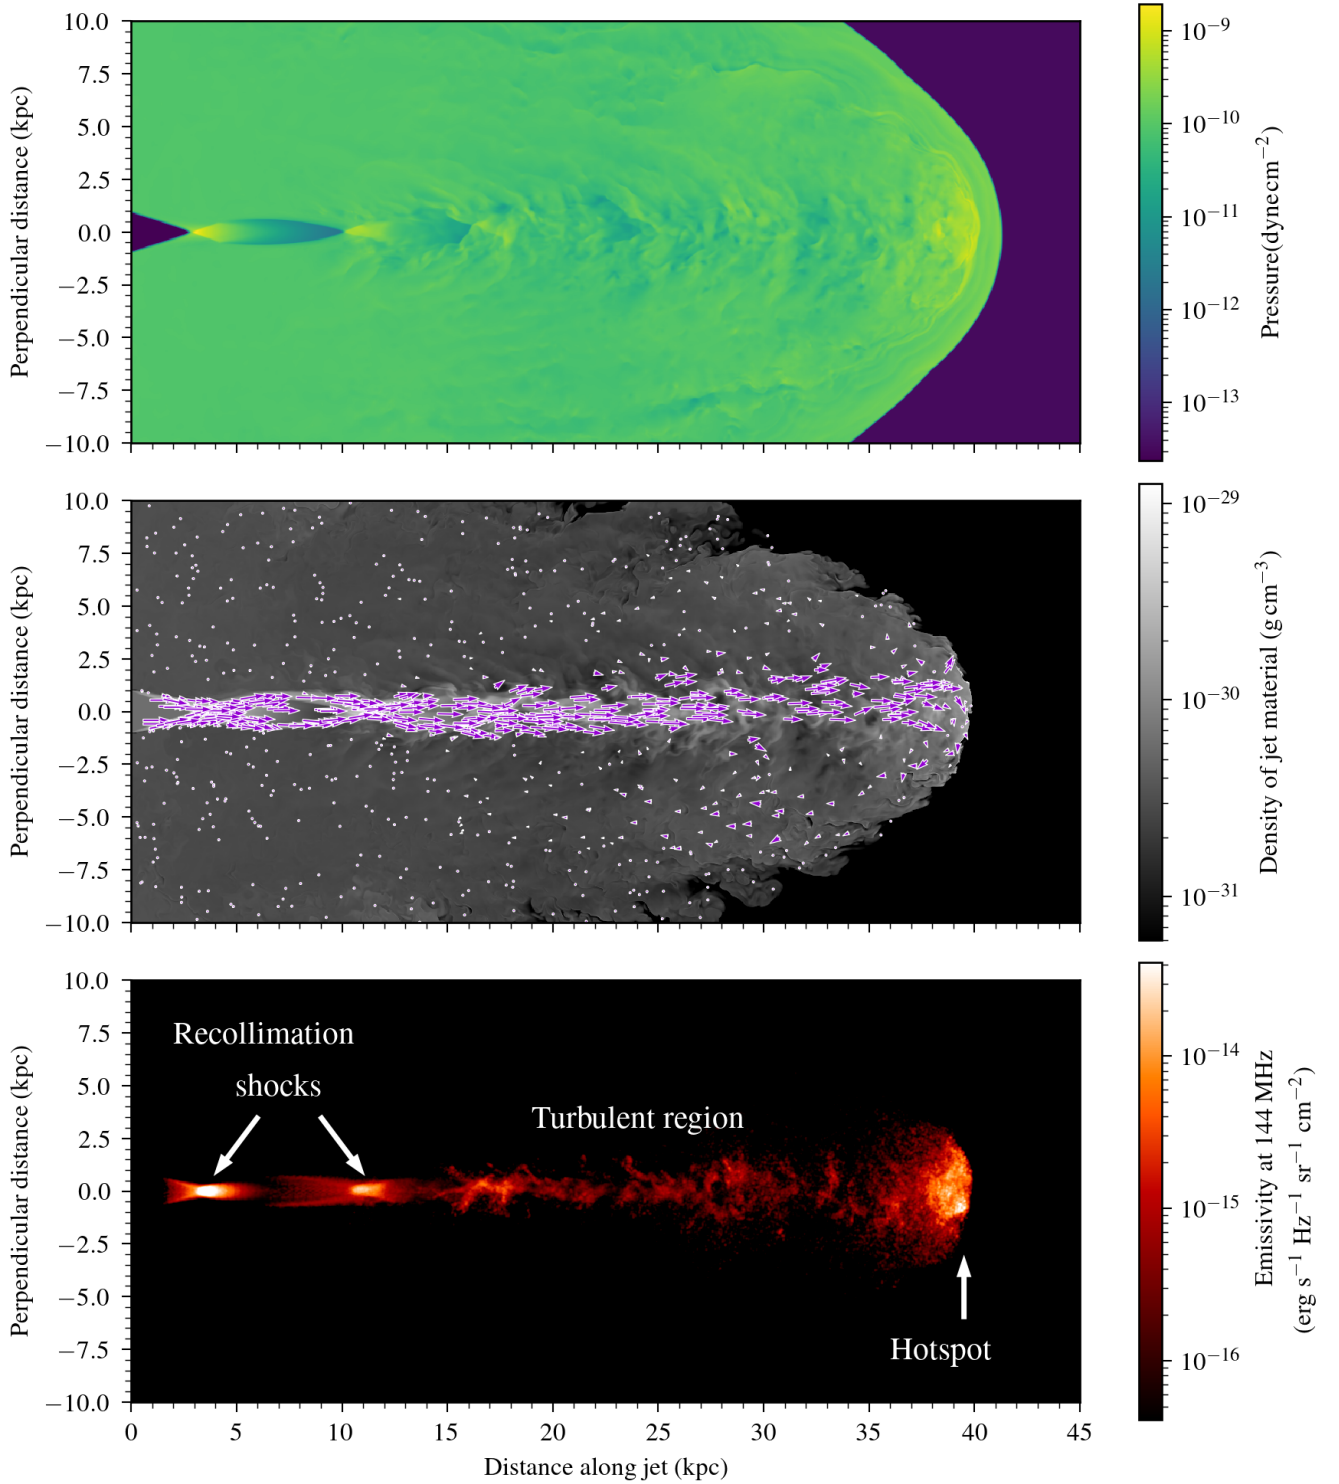 10.0
7.5
5.0
2.5
0.0
−2.5
−5.0
−7.5
−10.0
Perpendicular distance (kpc)
10⁻⁹
10⁻¹⁰
10⁻¹¹
10⁻¹²
10⁻¹³
Pressure(dynecm⁻²)
10.0
7.5
5.0
2.5
0.0
−2.5
−5.0
−7.5
−10.0
Perpendicular distance (kpc)
10⁻²⁹
10⁻³⁰
10⁻³¹
Density of jet material (g cm⁻³)
10.0
7.5
5.0
2.5
0.0
−2.5
−5.0
−7.5
−10.0
Perpendicular distance (kpc)
Recollimation
shocks
Turbulent region
Hotspot
10⁻¹⁴
10⁻¹⁵
10⁻¹⁶
Emissivity at 144 MHz
(erg s⁻¹ Hz⁻¹ sr⁻¹ cm⁻²)
0 5 10 15 20 25 30 35 40 45
Distance along jet (kpc)